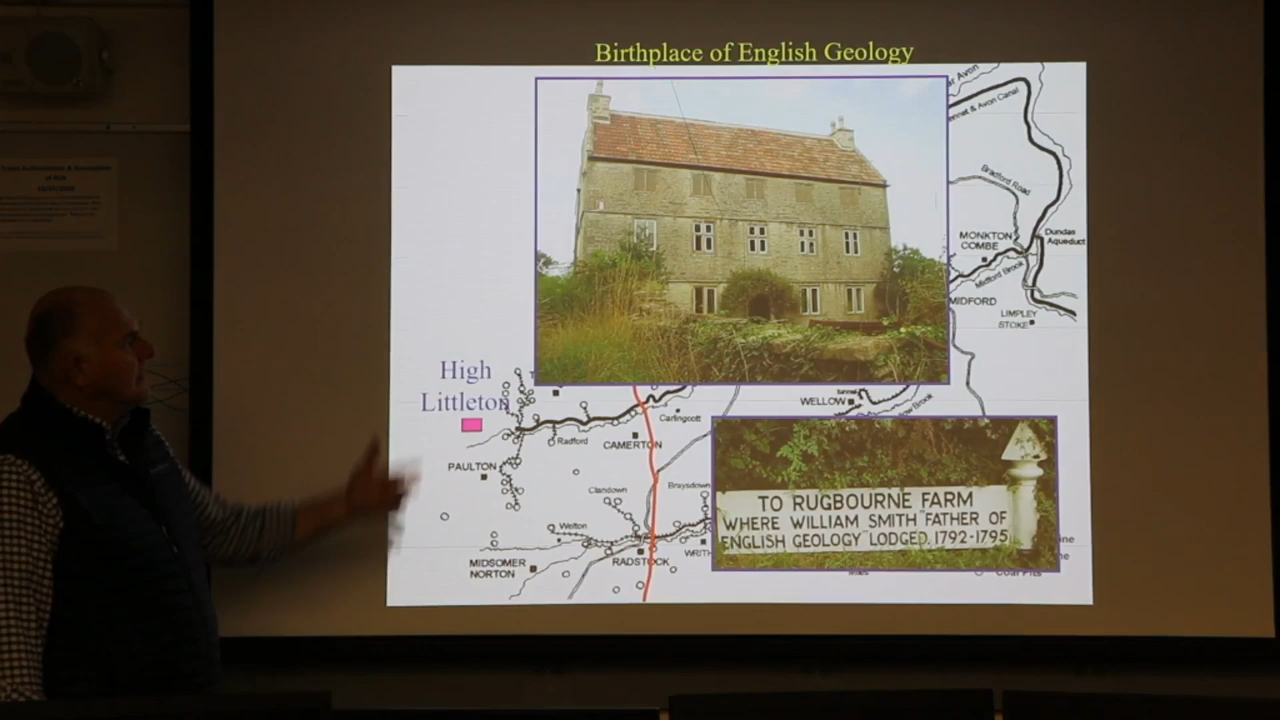 Birthplace of English Geology
Bradford Road
MONKTON
COMBE
Dundas
Aqueduct
Midford Brook
MIDFORD
LIMPLEY
STOKE
High
Littleton
WELLOW
Carlingcott
Radford
CAMERTON
PAULTON
Clandown
Braysdown
Welton
MIDSOMER
NORTON
RADSTOCK
TO RUGBOURNE FARM
WHERE WILLIAM SMITH "FATHER OF
ENGLISH GEOLOGY" LODGED, 1792-1795